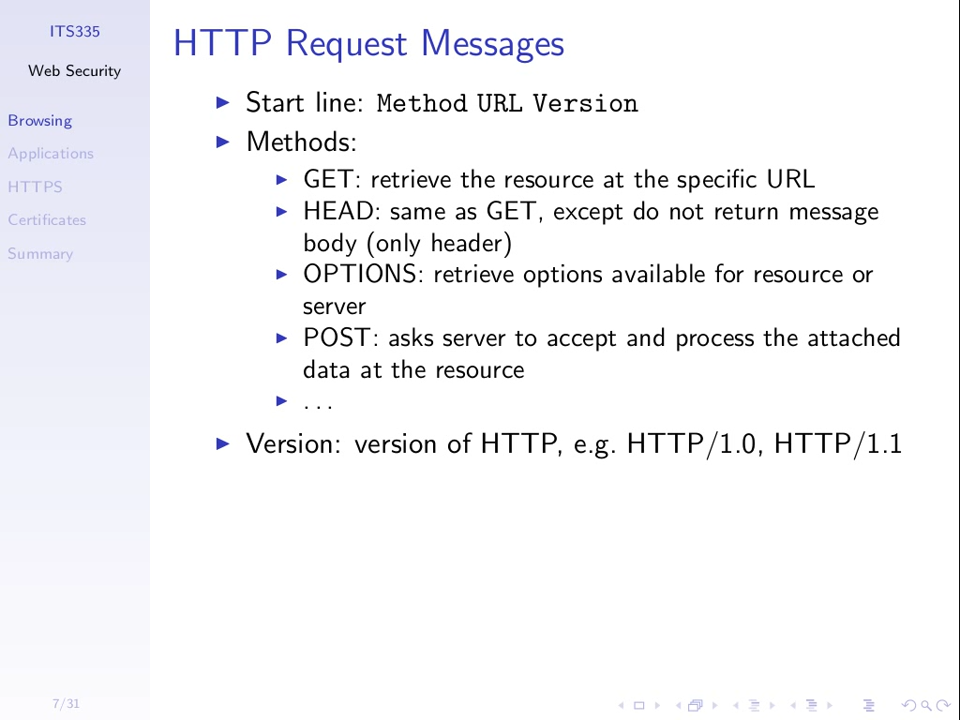 ITS335
Web Security
Browsing
Applications
HTTPS
Certificates
Summary
7/31
HTTP Request Messages
Start line: Method URL Version
Methods:
GET: retrieve the resource at the specific URL
HEAD: same as GET, except do not return message
body (only header)
OPTIONS: retrieve options available for resource or
server
POST: asks server to accept and process the attached
data at the resource
...
Version: version of HTTP, e.g. HTTP/1.0, HTTP/1.1